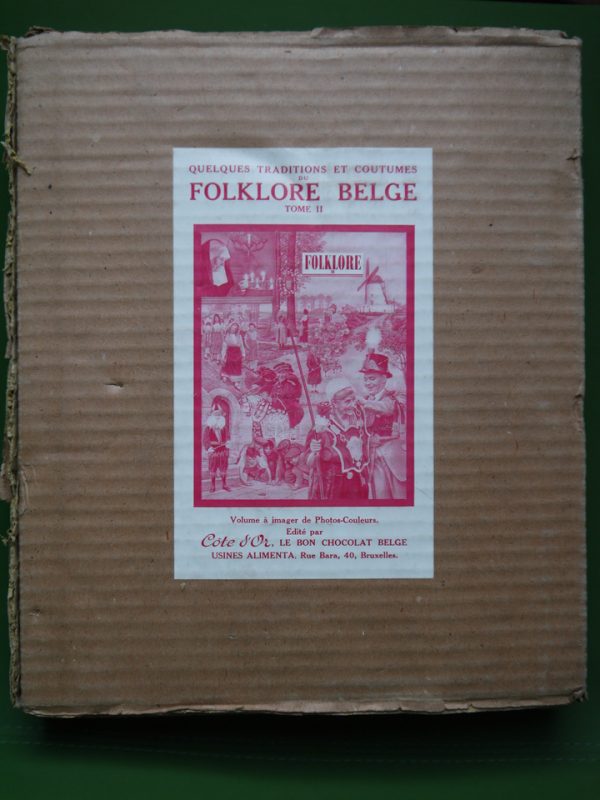 QUELQUES TRADITIONS ET COUTUMES
DU
FOLKLORE BELGE
TOME II
FOLKLORE
Volume à imager de Photos-Couleurs.
Edité par
Côte d'Or, LE BON CHOCOLAT BELGE
USINES ALIMENTA, Rue Bara, 40, Bruxelles.